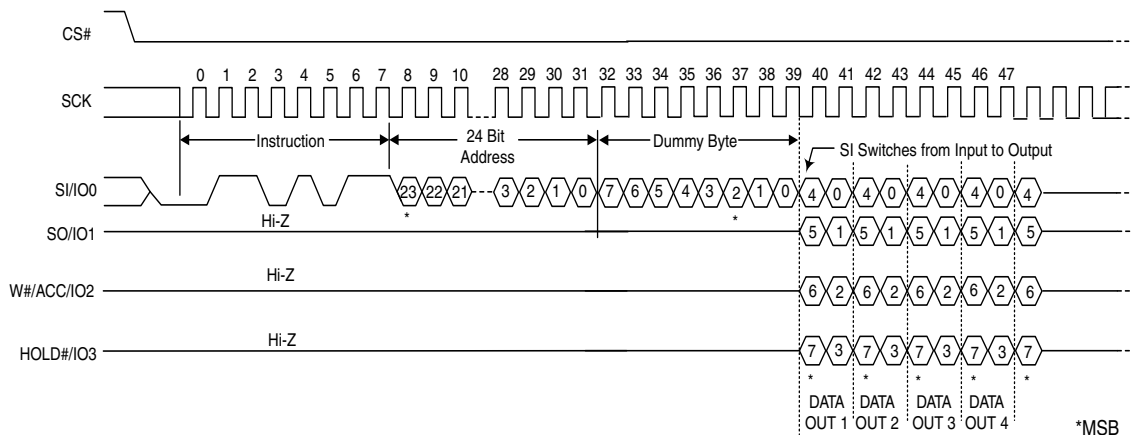 CS#
0 1 2 3 4 5 6 7 8 9 10 28 29 30 31 32 33 34 35 36 37 38 39 40 41 42 43 44 45 46 47
SCK
Instruction
24 Bit
Address
Dummy Byte
SI Switches from Input to Output
SI/IO0
23 22 21 3 2 1 0 7 6 5 4 3 2 1 0 4 0 4 0 4 0 4 0 4
* *
Hi-Z
SO/IO1
5 1 5 1 5 1 5 1 5
Hi-Z
W#/ACC/IO2
6 2 6 2 6 2 6 2 6
Hi-Z
HOLD#/IO3
7 3 7 3 7 3 7 3 7
* * * * *
DATA DATA DATA DATA
OUT 1 OUT 2 OUT 3 OUT 4
*MSB